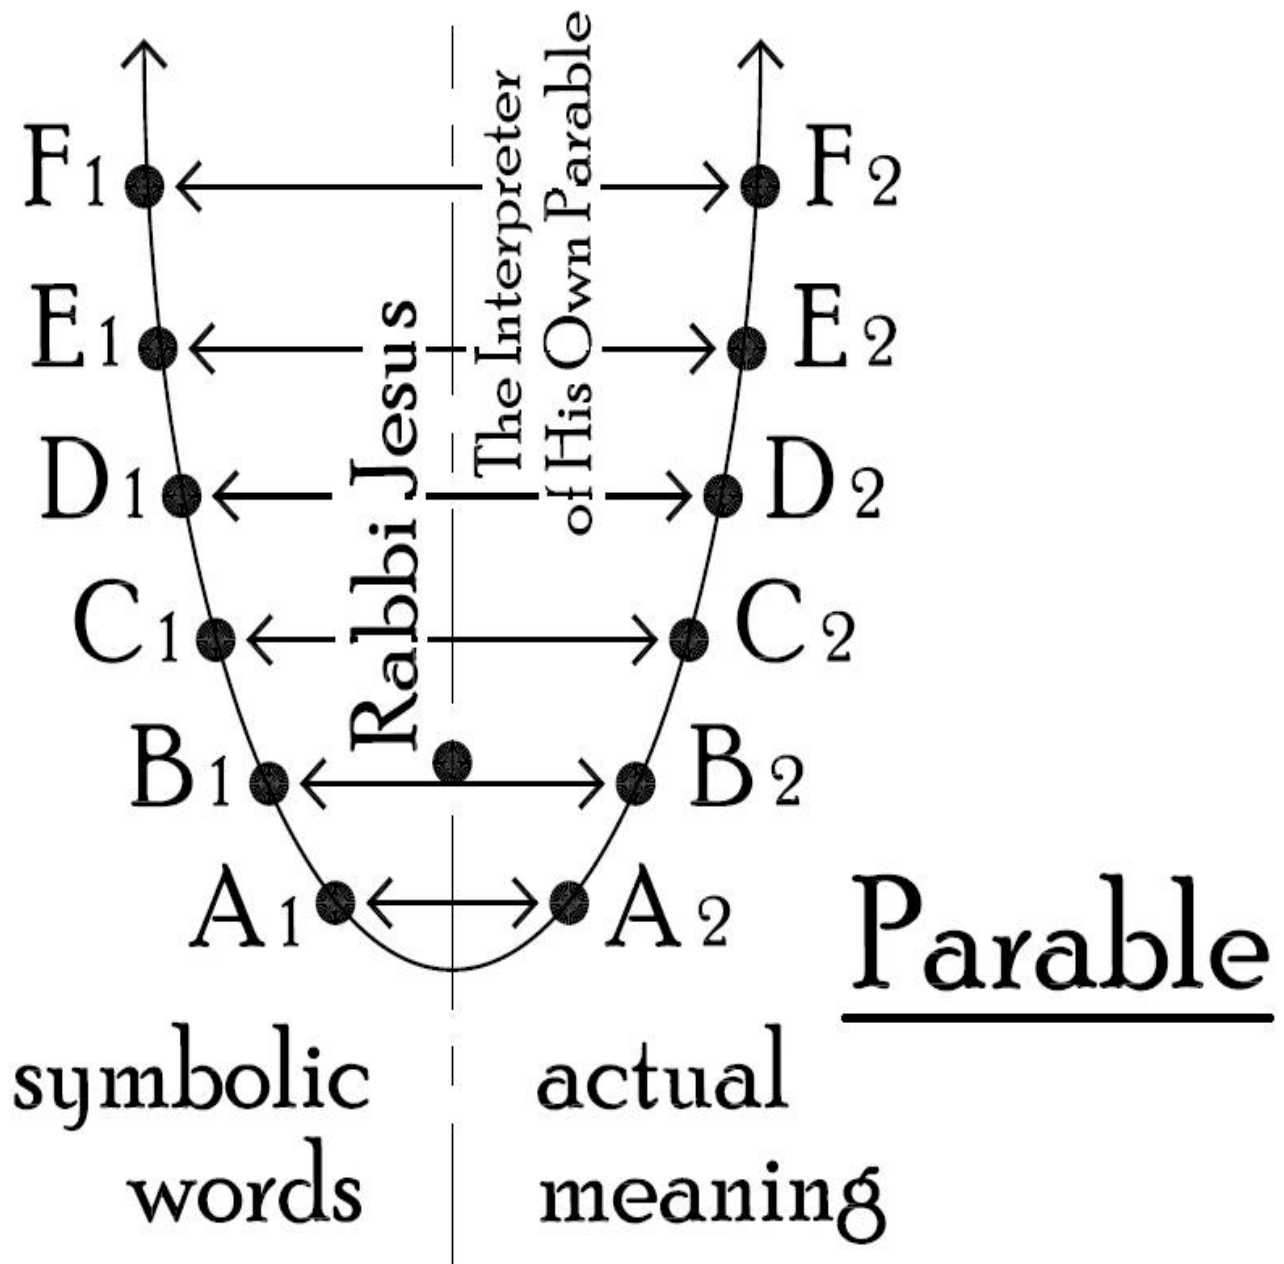 The Interpreter
of His Own Parable
F1 F2
E1 E2
Rabbi Jesus
D1 D2
C1 C2
B1 B2
A1 A2
Parable
symbolic
words
actual
meaning